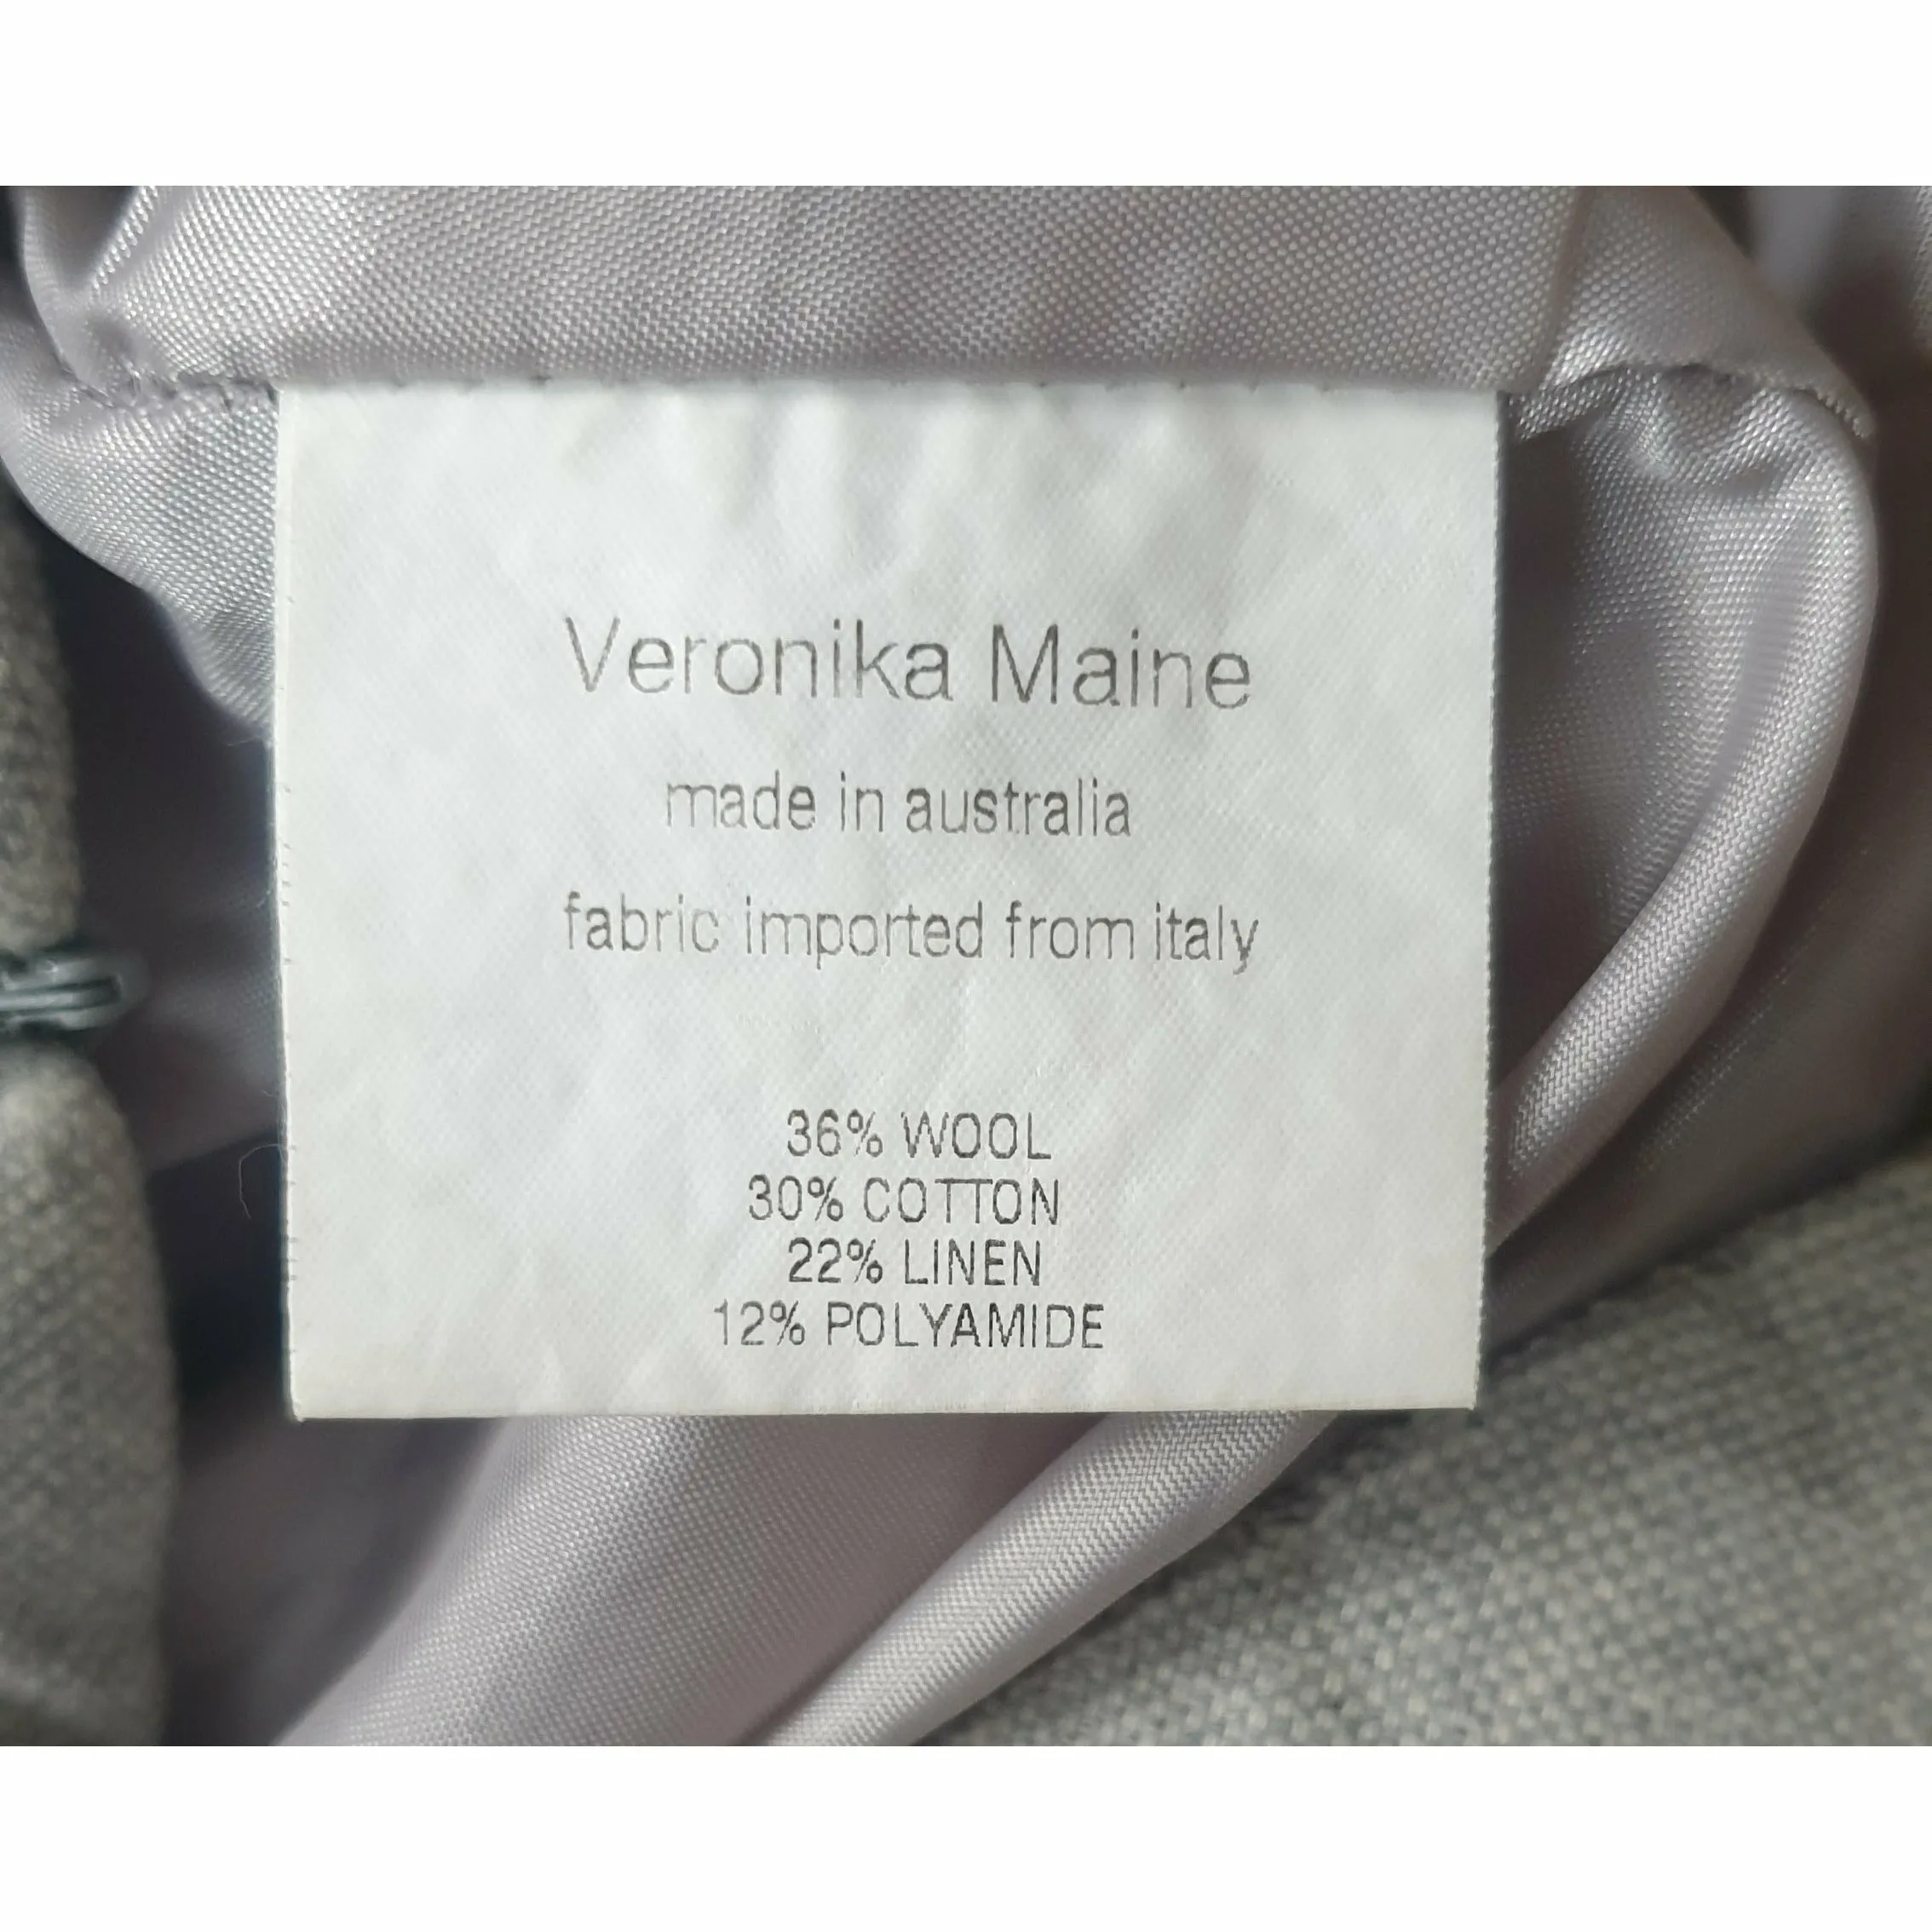 Veronika Maine
made in australia
fabric imported from italy
36% WOOL
30% COTTON
22% LINEN
12% POLYAMIDE